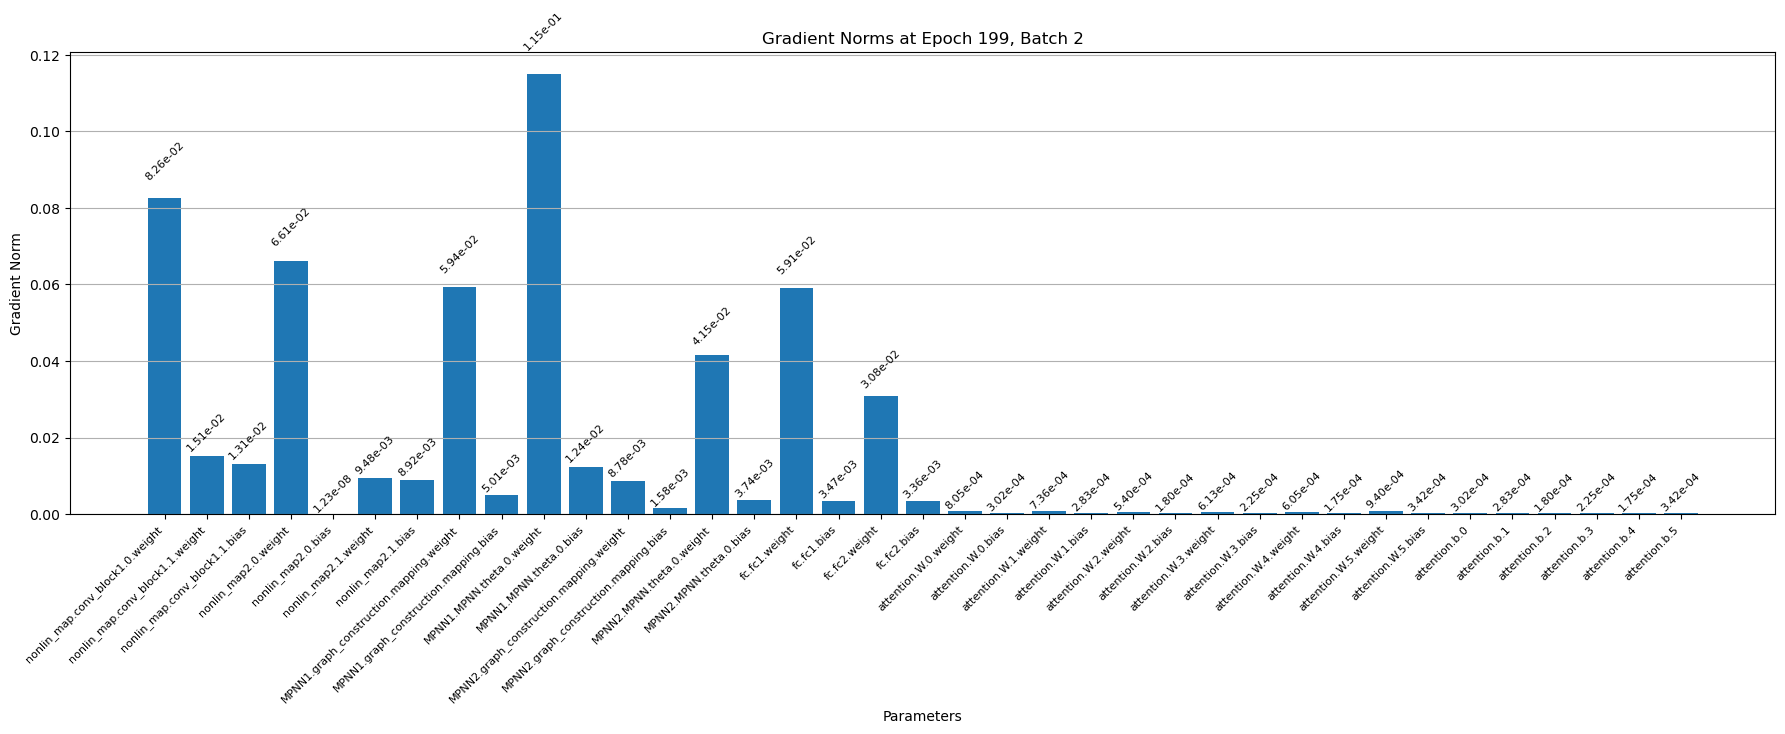 Gradient Norms at Epoch 199, Batch 2
Gradient Norm
0.12
0.10
0.08
0.06
0.04
0.02
0.00
8.26e-02
1.51e-02
1.31e-02
6.61e-02
1.23e-08
9.48e-03
8.92e-03
5.94e-02
5.01e-03
1.15e-01
1.24e-02
8.78e-03
1.58e-03
4.15e-02
3.74e-03
5.91e-02
3.47e-03
3.08e-02
3.36e-03
8.05e-04
3.02e-04
7.36e-04
2.83e-04
5.40e-04
1.80e-04
6.13e-04
2.25e-04
6.05e-04
1.75e-04
9.40e-04
3.42e-04
3.02e-04
2.83e-04
1.80e-04
2.25e-04
1.75e-04
3.42e-04
nonlin_map.conv_block1.0.weight
nonlin_map.conv_block1.1.weight
nonlin_map.conv_block1.1.bias
nonlin_map2.0.weight
nonlin_map2.0.bias
nonlin_map2.1.weight
nonlin_map2.1.bias
MPNN1.graph_construction.mapping.weight
MPNN1.graph_construction.mapping.bias
MPNN1.MPNN.theta.0.weight
MPNN1.MPNN.theta.0.bias
MPNN2.graph_construction.mapping.weight
MPNN2.graph_construction.mapping.bias
MPNN2.MPNN.theta.0.weight
MPNN2.MPNN.theta.0.bias
fc.fc1.weight
fc.fc1.bias
fc.fc2.weight
fc.fc2.bias
attention.W.0.weight
attention.W.0.bias
attention.W.1.weight
attention.W.1.bias
attention.W.2.weight
attention.W.2.bias
attention.W.3.weight
attention.W.3.bias
attention.W.4.weight
attention.W.4.bias
attention.W.5.weight
attention.W.5.bias
attention.b.0
attention.b.1
attention.b.2
attention.b.3
attention.b.4
attention.b.5
Parameters